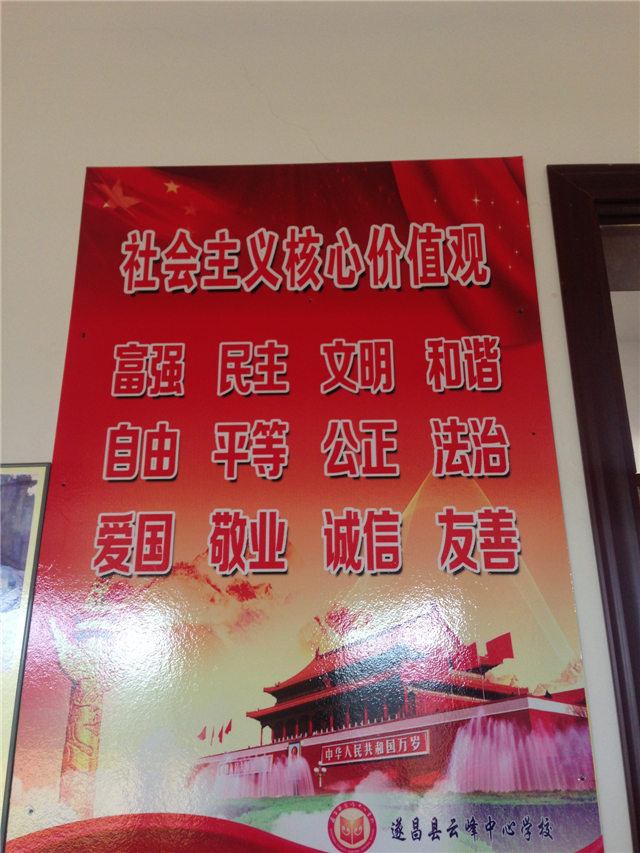 社会主义核心价值观
富强 民主 文明 和谐
自由 平等 公正 法治
爱国 敬业 诚信 友善
中华人民共和国万岁
遂昌县云峰中心学校